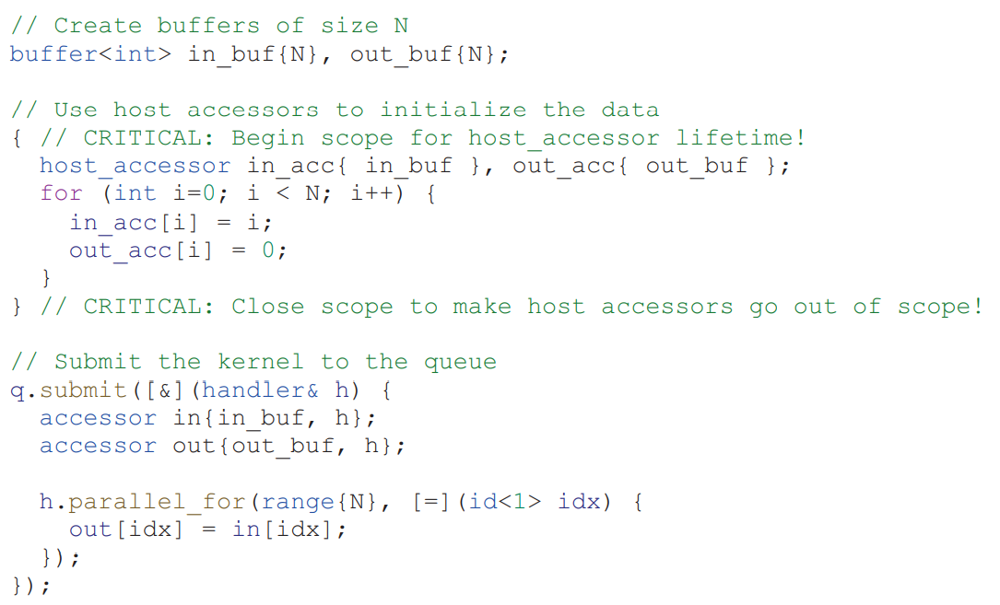 // Create buffers of size N
buffer<int> in_buf{N}, out_buf{N};
// Use host accessors to initialize the data
{ // CRITICAL: Begin scope for host_accessor lifetime!
  host_accessor in_acc{ in_buf }, out_acc{ out_buf };
  for (int i=0; i < N; i++) {
    in_acc[i] = i;
    out_acc[i] = 0;
  }
} // CRITICAL: Close scope to make host accessors go out of scope!
// Submit the kernel to the queue
q.submit([&](handler& h) {
  accessor in{in_buf, h};
  accessor out{out_buf, h};
  h.parallel_for(range{N}, [=](id<1> idx) {
    out[idx] = in[idx];
  });
});